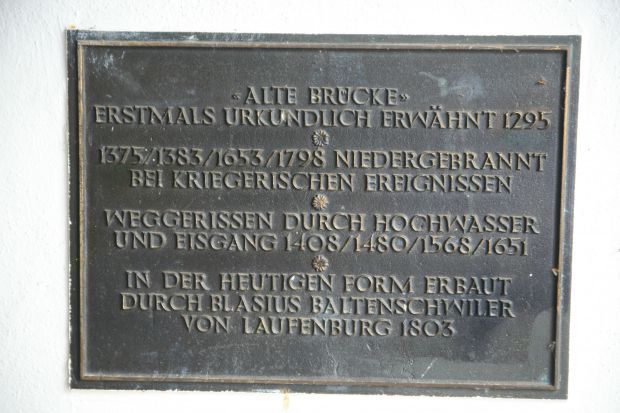 «ALTE BRÜCKE»
ERSTMALS URKUNDLICH ERWÄHNT 1295
1375/1383/1653/1798 NIEDERGEBRANNT
BEI KRIEGERISCHEN EREIGNISSEN
WEGGERISSEN DURCH HOCHWASSER
UND EISGANG 1408/1480/1568/1651
IN DER HEUTIGEN FORM ERBAUT
DURCH BLASIUS BALTENSCHWILER
VON LAUFENBURG 1803